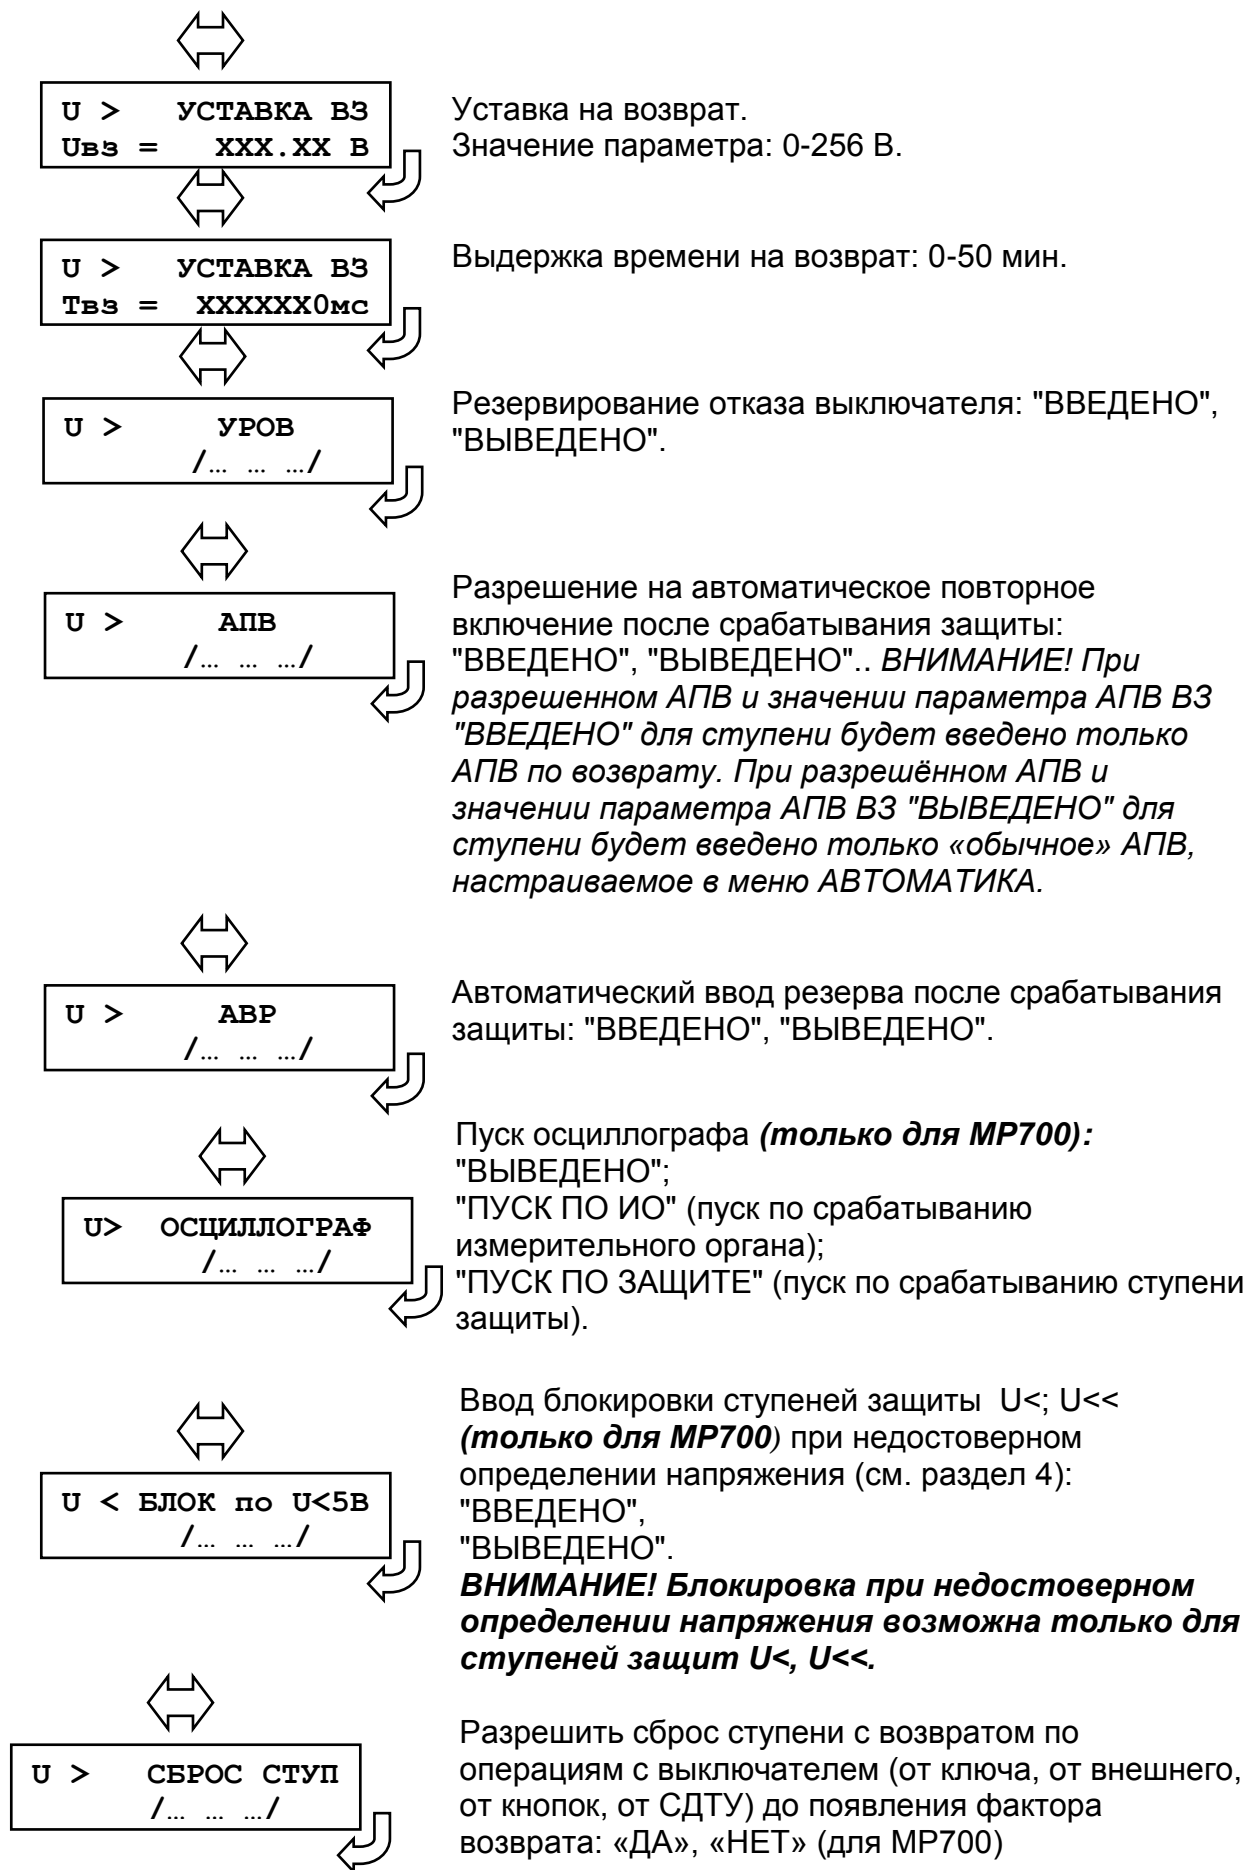 U > УСТАВКА ВЗ
Uвз = XXX.XX В
Уставка на возврат.
Значение параметра: 0-256 В.
U > УСТАВКА ВЗ
Твз = XXXXXX0мс
Выдержка времени на возврат: 0-50 мин.
U > УРОВ
/… … …/
Резервирование отказа выключателя: "ВВЕДЕНО",
"ВЫВЕДЕНО".
U > АПВ
/… … …/
Разрешение на автоматическое повторное
включение после срабатывания защиты:
"ВВЕДЕНО", "ВЫВЕДЕНО".. ВНИМАНИЕ! При
разрешенном АПВ и значении параметра АПВ ВЗ
"ВВЕДЕНО" для ступени будет введено только
АПВ по возврату. При разрешённом АПВ и
значении параметра АПВ ВЗ "ВЫВЕДЕНО" для
ступени будет введено только «обычное» АПВ,
настраиваемое в меню АВТОМАТИКА.
U > АВР
/… … …/
Автоматический ввод резерва после срабатывания
защиты: "ВВЕДЕНО", "ВЫВЕДЕНО".
U> ОСЦИЛЛОГРАФ
/… … …/
Пуск осциллографа (только для МР700):
"ВЫВЕДЕНО";
"ПУСК ПО ИО" (пуск по срабатыванию
измерительного органа);
"ПУСК ПО ЗАЩИТЕ" (пуск по срабатыванию ступени
защиты).
U < БЛОК по U<5В
/… … …/
Ввод блокировки ступеней защиты U<; U<<
(только для МР700) при недостоверном
определении напряжения (см. раздел 4):
"ВВЕДЕНО",
"ВЫВЕДЕНО".
ВНИМАНИЕ! Блокировка при недостоверном
определении напряжения возможна только для
ступеней защит U<, U<<.
U > СБРОС СТУП
/… … …/
Разрешить сброс ступени с возвратом по
операциям с выключателем (от ключа, от внешнего,
от кнопок, от СДТУ) до появления фактора
возврата: «ДА», «НЕТ» (для МР700)